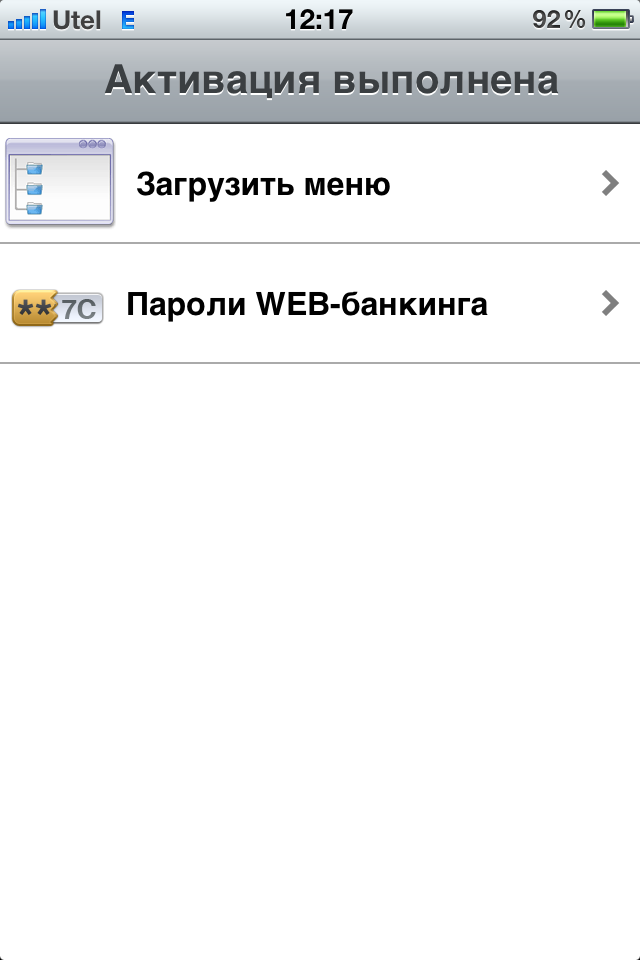 Utel E 12:17 92 %
Активация выполнена
Загрузить меню
**7C Пароли WEB-банкинга